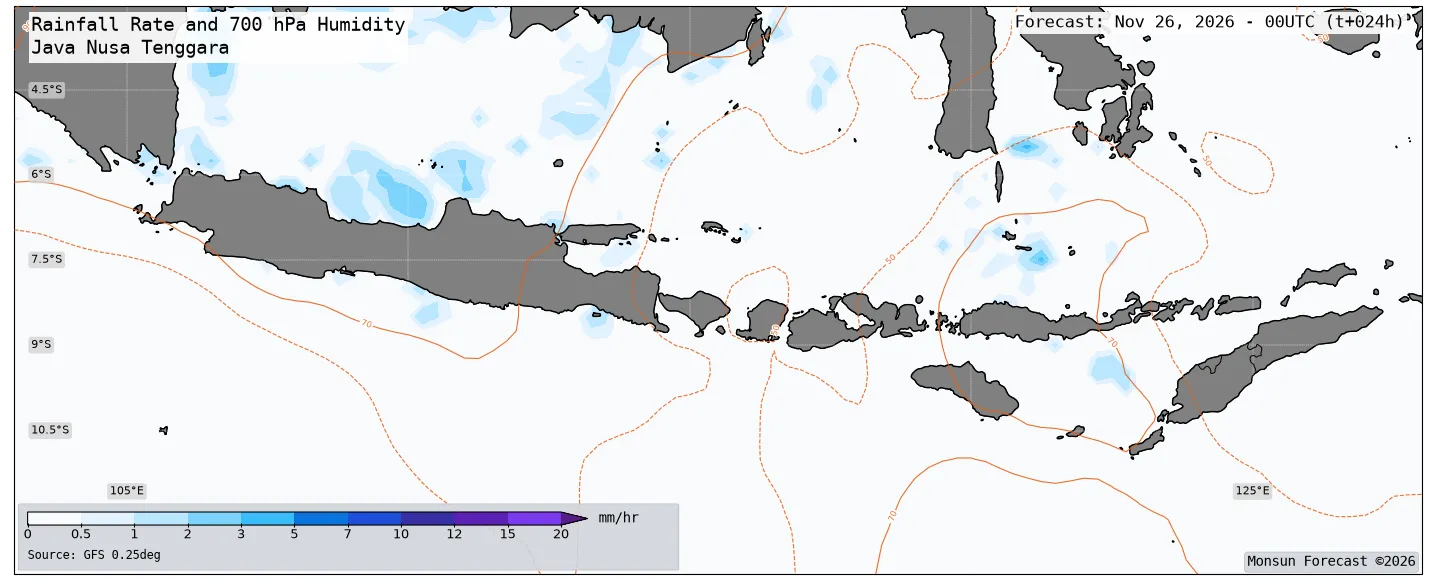 Rainfall Rate and 700 hPa Humidity
Java Nusa Tenggara
Forecast: Nov 26, 2026 - 00UTC (t+024h)
50
4.5°S
6°S
50
50
7.5°S
70
50
9°S
70
10.5°S
105°E
125°E
70
0 0.5 1 2 3 5 7 10 12 15 20 mm/hr
Source: GFS 0.25deg
Monsun Forecast ©2026